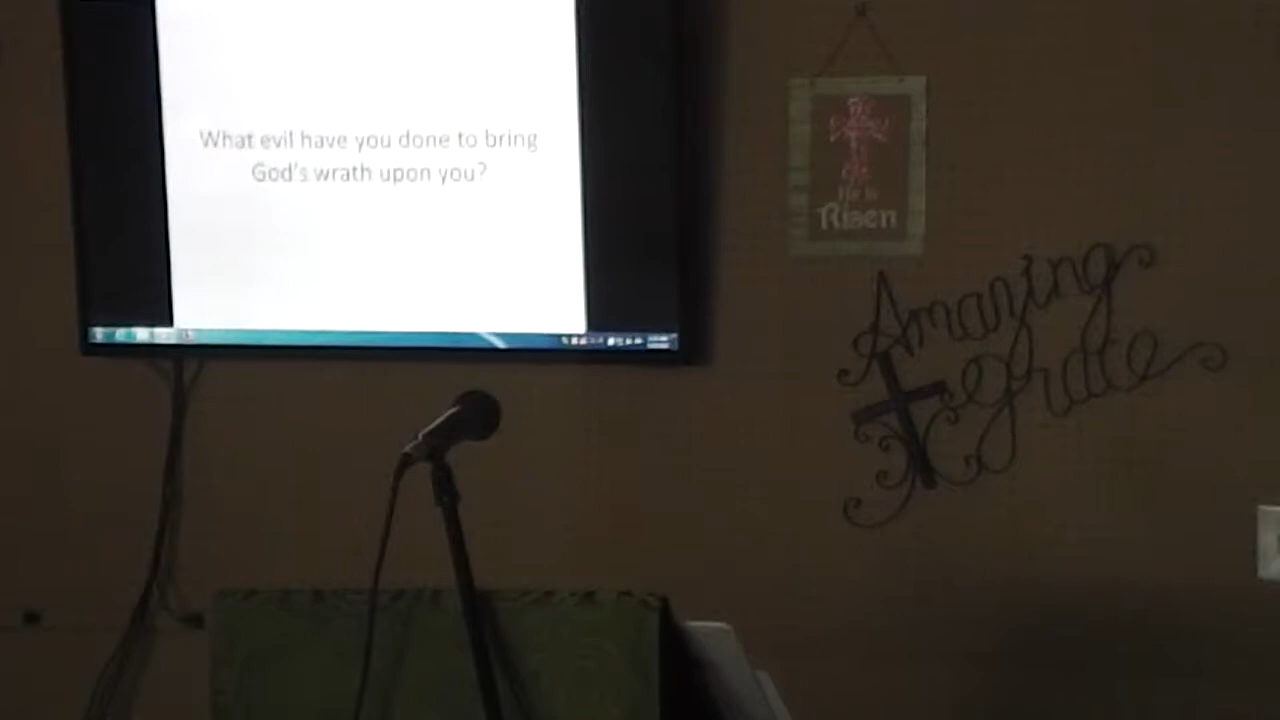 What evil have you done to bring
God's wrath upon you?
He is
Risen
Amazing
Grace